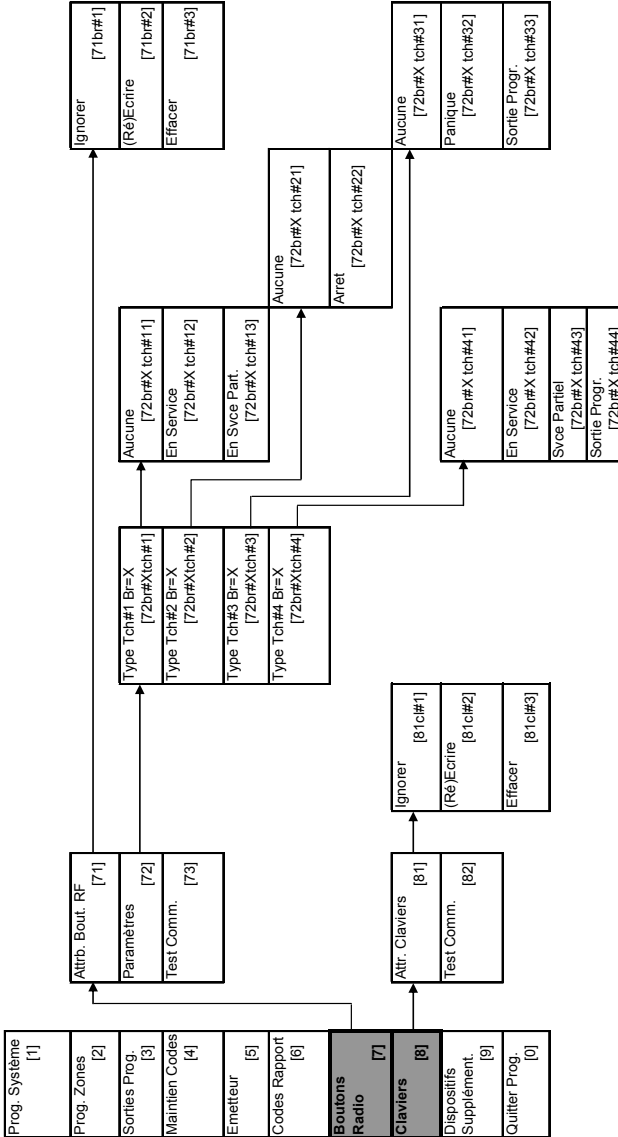 Prog. Système
[1]
Prog. Zones
[2]
Sorties Prog.
[3]
Maintien Codes
[4]
Emetteur
[5]
Codes Rapport
[6]
Boutons
Radio [7]
Claviers
[8]
Dispositifs
Supplément.
[9]
Quitter Prog.
[0]
Attrb. Bout. RF
[71]
Paramètres
[72]
Test Comm.
[73]
Attr. Claviers
[81]
Test Comm.
[82]
Type Tch#1 Br=X
[72br#Xtch#1]
Type Tch#2 Br=X
[72br#Xtch#2]
Type Tch#3 Br=X
[72br#Xtch#3]
Type Tch#4 Br=X
[72br#Xtch#4]
Ignorer
[81cl#1]
(Ré)Ecrire
[81cl#2]
Effacer
[81cl#3]
Aucune
[72br#X tch#11]
En Service
[72br#X tch#12]
En Svce Part.
[72br#X tch#13]
Aucune
[72br#X tch#41]
En Service
[72br#X tch#42]
Svce Partiel
[72br#X tch#43]
Sortie Progr.
[72br#X tch#44]
Aucune
[72br#X tch#21]
Arret
[72br#X tch#22]
Ignorer
[71br#1]
(Ré)Ecrire
[71br#2]
Effacer
[71br#3]
Aucune
[72br#X tch#31]
Panique
[72br#X tch#32]
Sortie Progr.
[72br#X tch#33]